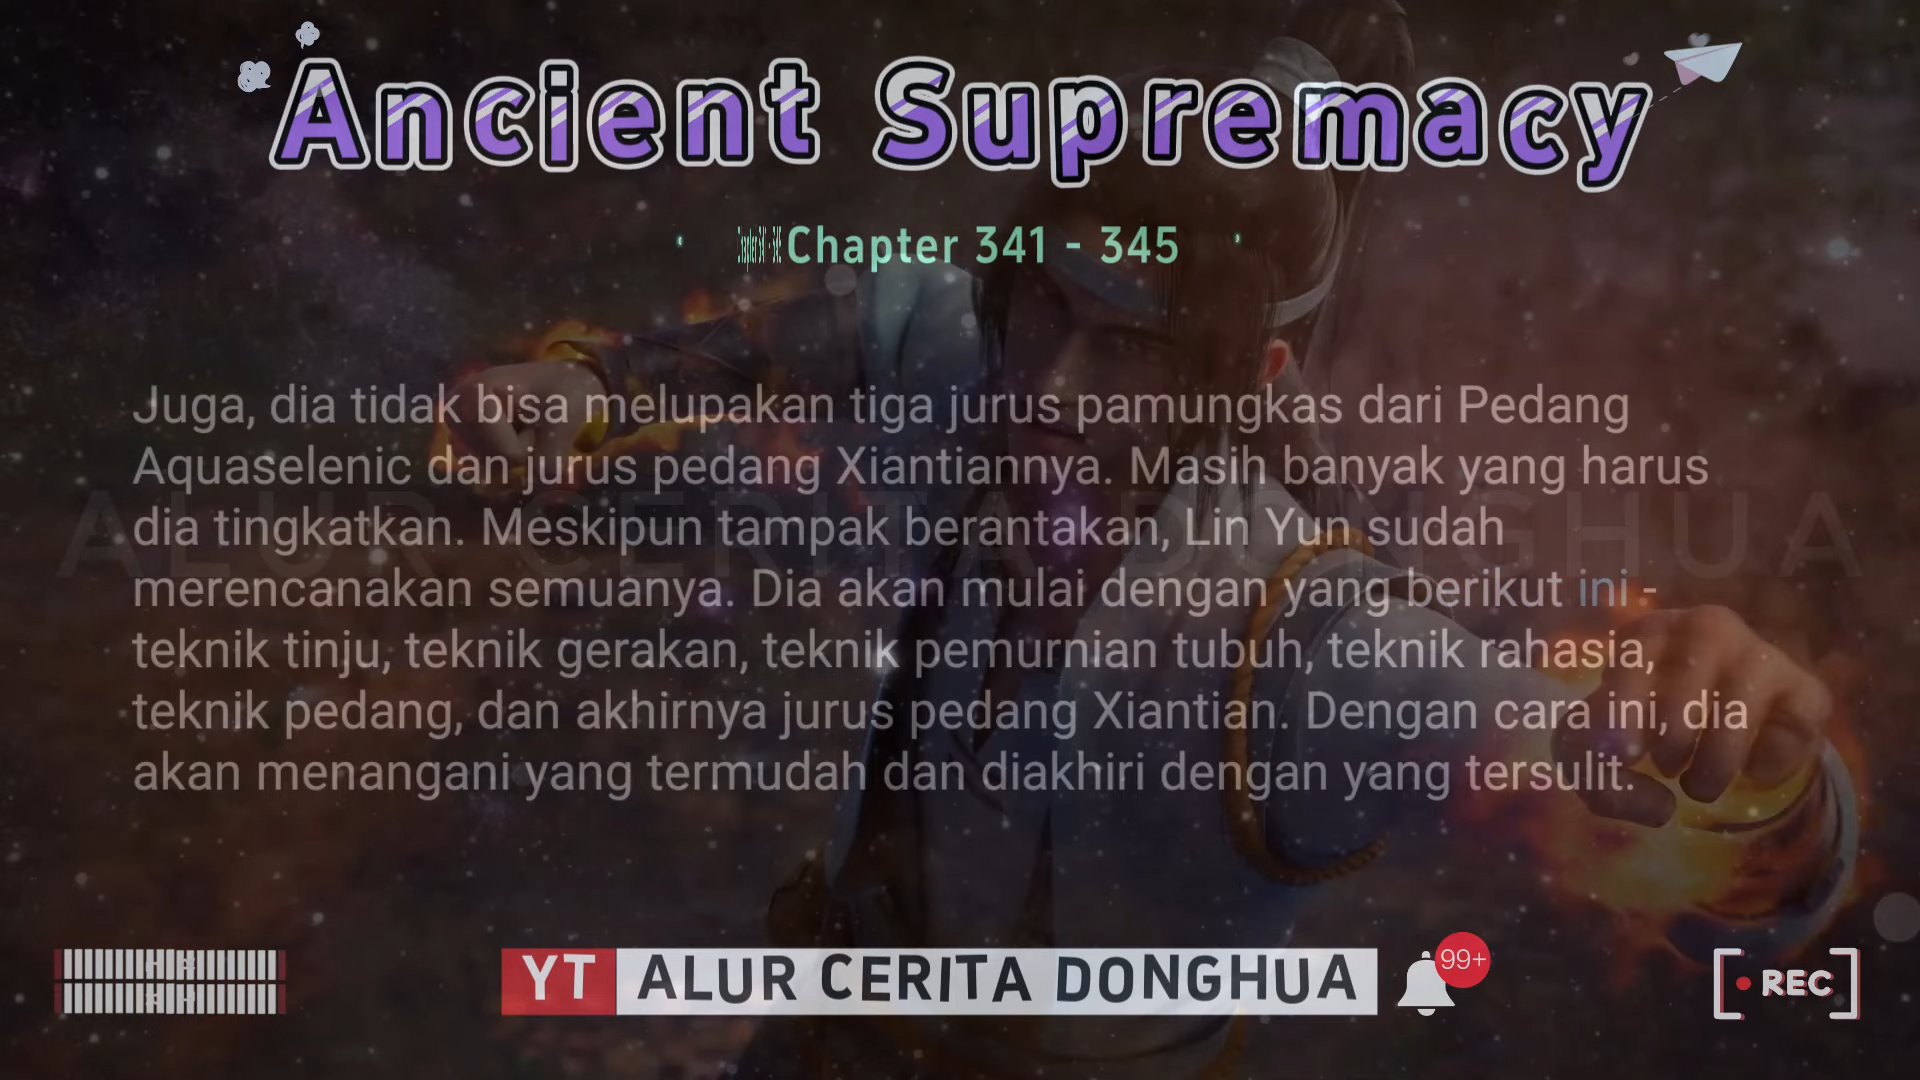 Ancient Supremacy
Chapter 341 - 345
Juga, dia tidak bisa melupakan tiga jurus pamungkas dari Pedang
Aquaselenic dan jurus pedang Xiantiannya. Masih banyak yang harus
dia tingkatkan. Meskipun tampak berantakan, Lin Yun sudah
merencanakan semuanya. Dia akan mulai dengan yang berikut ini -
teknik tinju, teknik gerakan, teknik pemurnian tubuh, teknik rahasia,
teknik pedang, dan akhirnya jurus pedang Xiantian. Dengan cara ini, dia
akan menangani yang termudah dan diakhiri dengan yang tersulit.
ALUR CERITA DONGHUA
YT ALUR CERITA DONGHUA 99+
REC